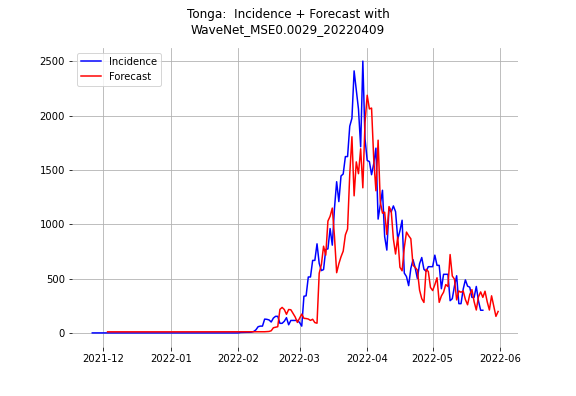 Tonga:  Incidence + Forecast with
WaveNet_MSE0.0029_20220409
Incidence
Forecast
2500
2000
1500
1000
500
0
2021-12 2022-01 2022-02 2022-03 2022-04 2022-05 2022-06